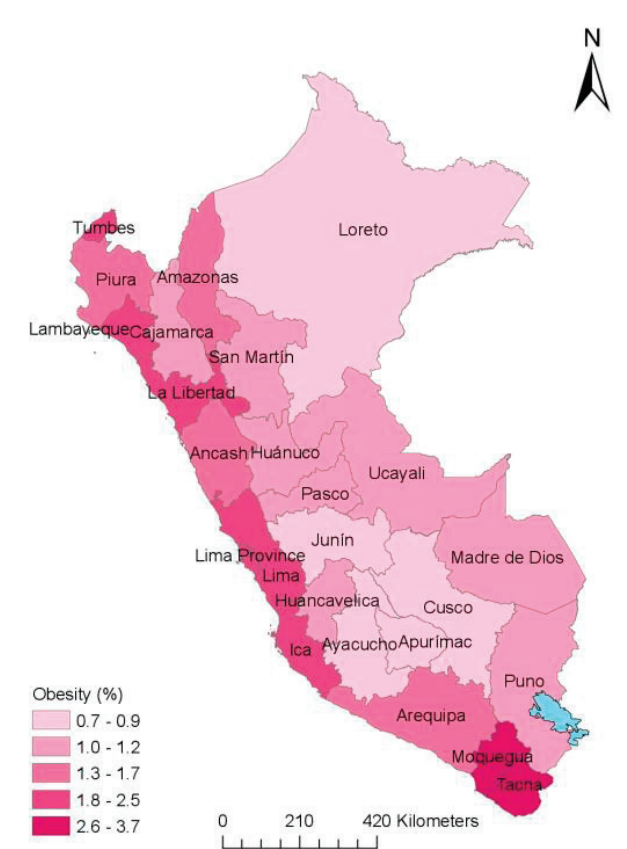 N
Loreto
Tumbes
Piura
Amazonas
Lambayeque
Cajamarca
San Martín
La Libertad
Ancash
Huánuco
Ucayali
Pasco
Junín
Lima Province
Madre de Dios
Lima
Huancavelica
Cusco
Ica
Ayacucho
Apurímac
Puno
Arequipa
Moquegua
Tacna
Obesity (%)
0.7 - 0.9
1.0 - 1.2
1.3 - 1.7
1.8 - 2.5
2.6 - 3.7
0 210 420 Kilometers